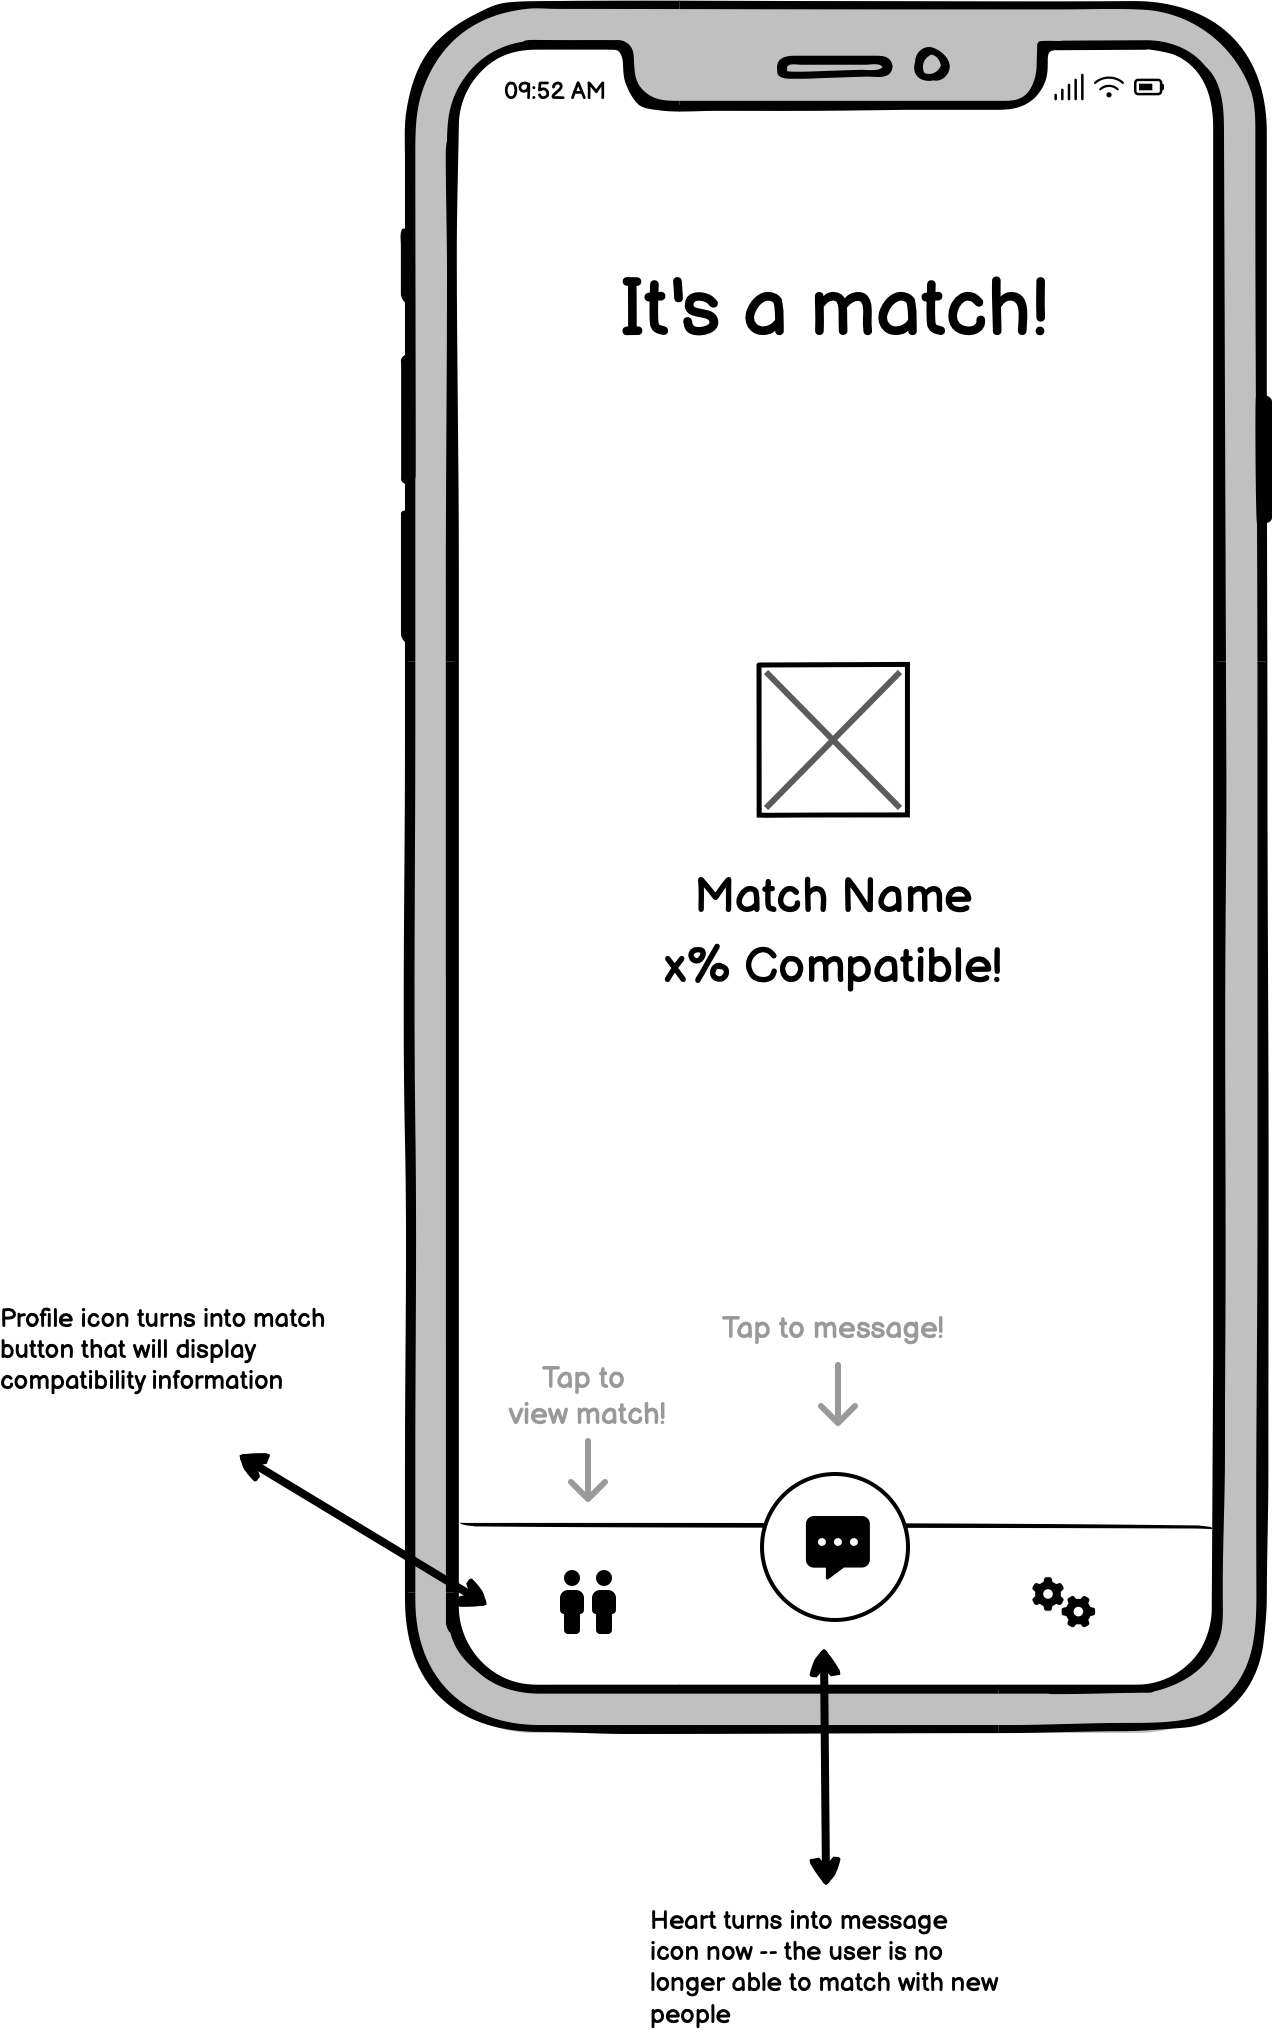 09:52 AM
It's a match!
Match Name
x% Compatible!
Profile icon turns into match
button that will display
compatibility information
Tap to message!
Tap to
view match!
Heart turns into message
icon now -- the user is no
longer able to match with new
people